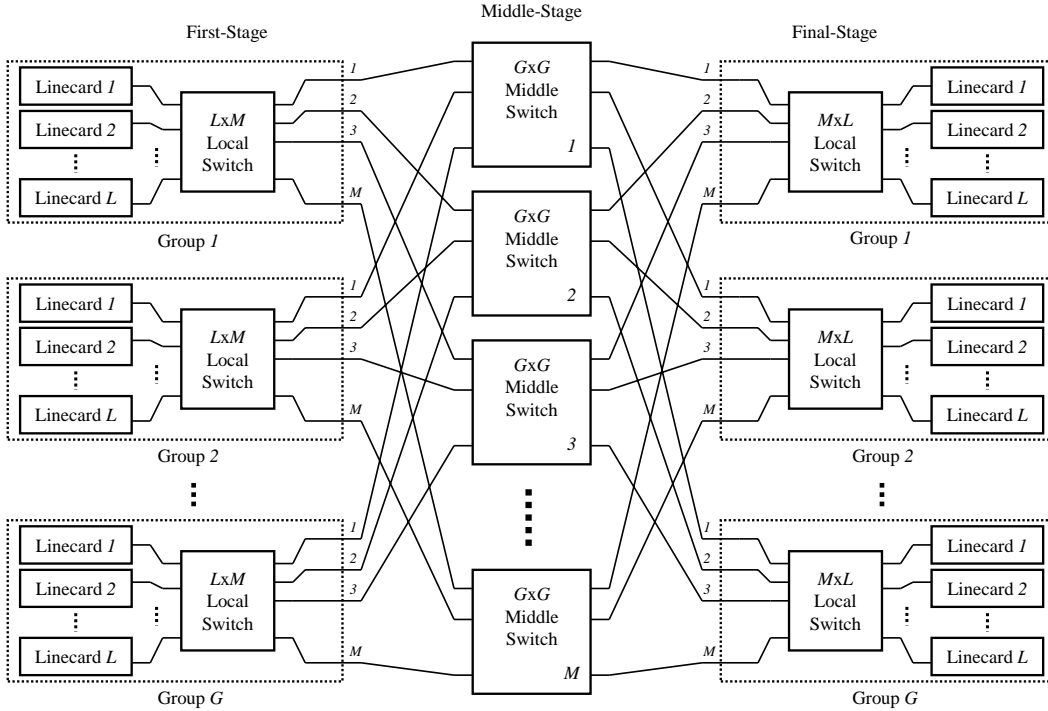 First-Stage
Middle-Stage
Final-Stage
Linecard 1
Linecard 2
Linecard L
LxM
Local
Switch
1
2
3
M
Group 1
Linecard 1
Linecard 2
Linecard L
LxM
Local
Switch
1
2
3
M
Group 2
Linecard 1
Linecard 2
Linecard L
LxM
Local
Switch
1
2
3
M
Group G
GxG
Middle
Switch
1
GxG
Middle
Switch
2
GxG
Middle
Switch
3
GxG
Middle
Switch
M
1
2
3
M
MxL
Local
Switch
Linecard 1
Linecard 2
Linecard L
Group 1
1
2
3
M
MxL
Local
Switch
Linecard 1
Linecard 2
Linecard L
Group 2
1
2
3
M
MxL
Local
Switch
Linecard 1
Linecard 2
Linecard L
Group G